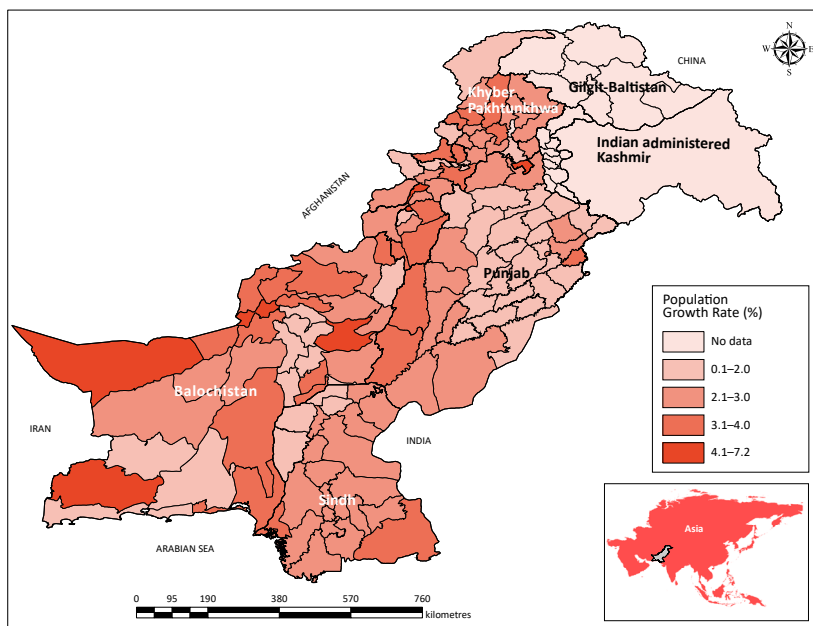 N
W E
S
CHINA
Khyber
Pakhtunkhwa
Gilgit-Baltistan
Indian administered
Kashmir
AFGHANISTAN
Punjab
Population
Growth Rate (%)
No data
0.1–2.0
2.1–3.0
3.1–4.0
4.1–7.2
Balochistan
IRAN
INDIA
Sindh
ARABIAN SEA
Asia
0 95 190 380 570 760
kilometres